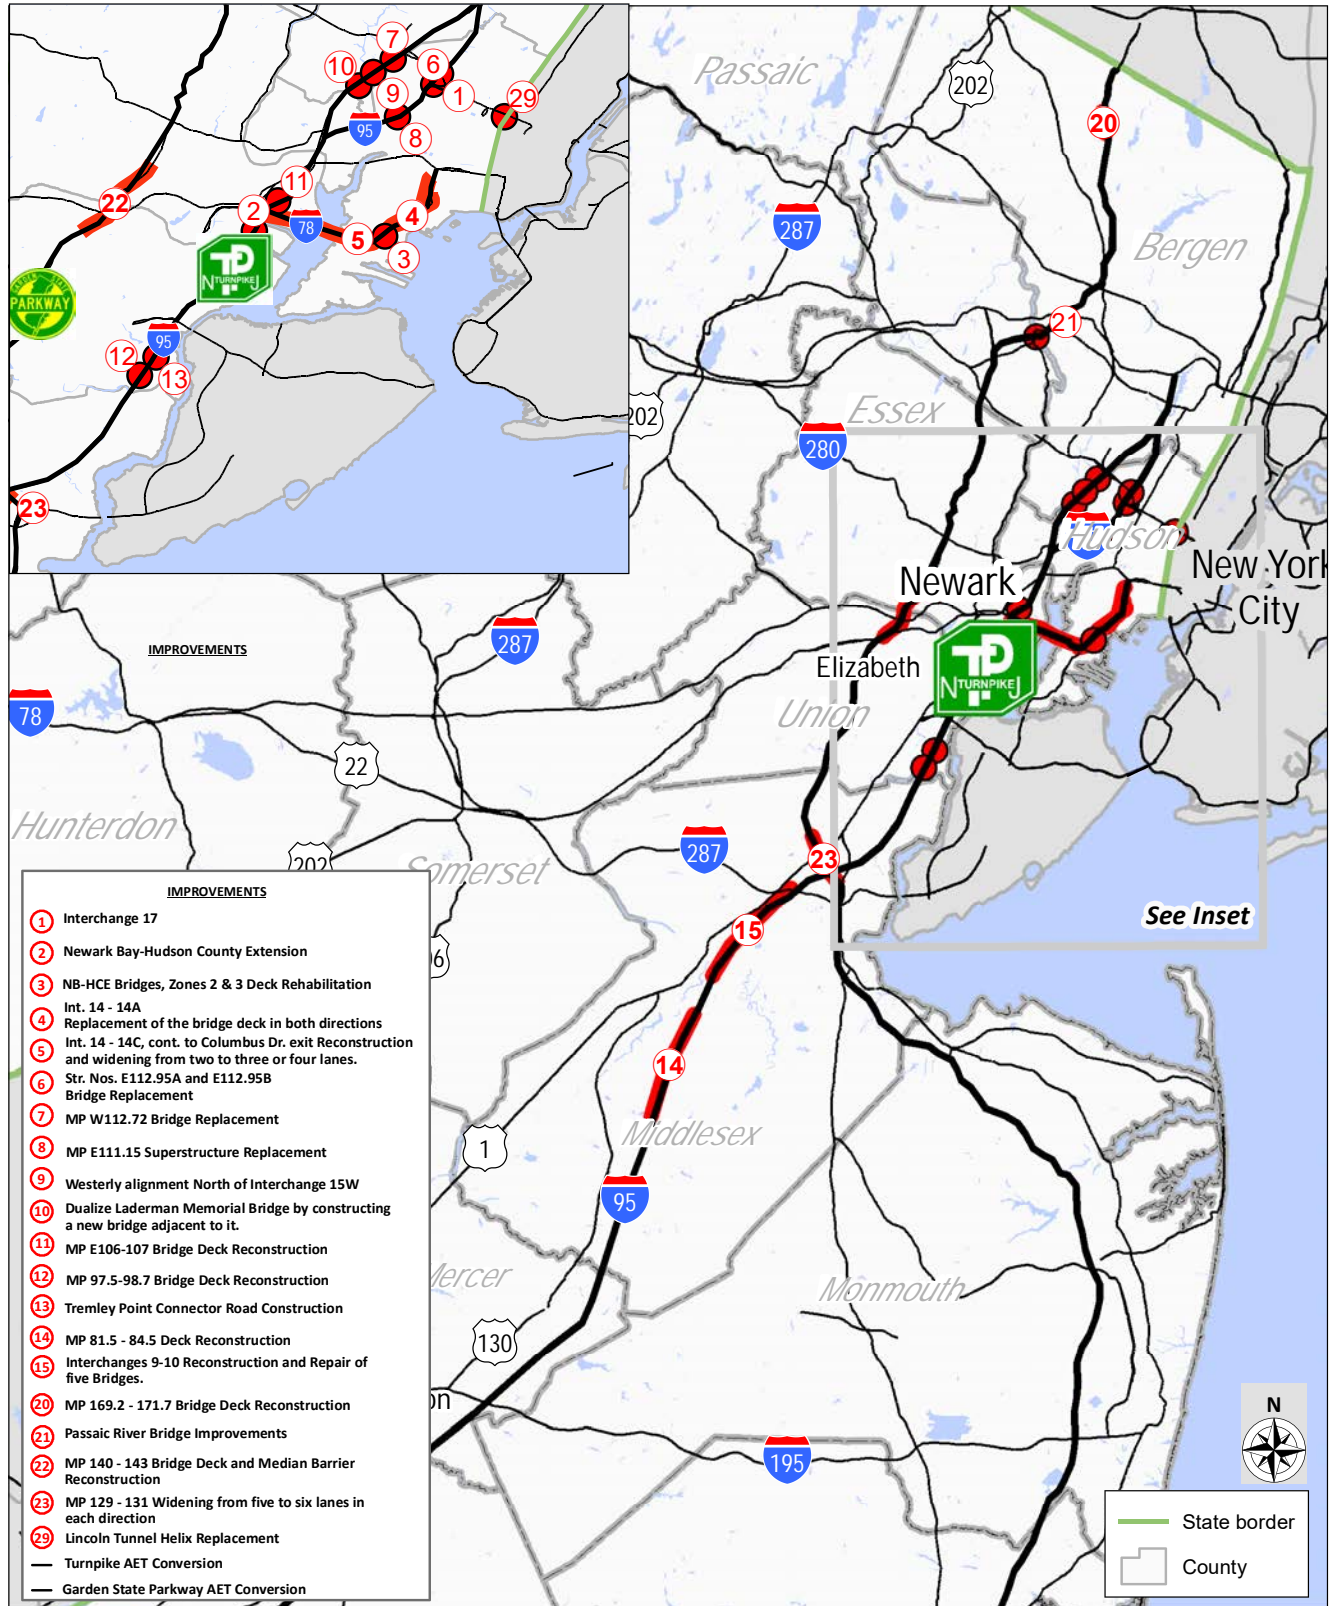 7
6
10
9
1
29
8
95
22
11
2
78
4
5
3
TP
N TURNPIKE J
GARDEN STATE
PARKWAY
95
12
13
23
Passaic
202
20
287
Bergen
21
202
Essex
280
Hudson
Newark
New York
City
287
IMPROVEMENTS
Elizabeth
TP
N TURNPIKE J
78
Union
22
Hunterdon
287
202
Somerset
23
See Inset
15
14
Middlesex
1
95
Mercer
Monmouth
130
195
N
IMPROVEMENTS
1 Interchange 17
2 Newark Bay-Hudson County Extension
3 NB-HCE Bridges, Zones 2 & 3 Deck Rehabilitation
4 Int. 14 - 14A
Replacement of the bridge deck in both directions
5 Int. 14 - 14C, cont. to Columbus Dr. exit Reconstruction
and widening from two to three or four lanes.
6 Str. Nos. E112.95A and E112.95B
Bridge Replacement
7 MP W112.72 Bridge Replacement
8 MP E111.15 Superstructure Replacement
9 Westerly alignment North of Interchange 15W
10 Dualize Laderman Memorial Bridge by constructing
a new bridge adjacent to it.
11 MP E106-107 Bridge Deck Reconstruction
12 MP 97.5-98.7 Bridge Deck Reconstruction
13 Tremley Point Connector Road Construction
14 MP 81.5 - 84.5 Deck Reconstruction
15 Interchanges 9-10 Reconstruction and Repair of
five Bridges.
20 MP 169.2 - 171.7 Bridge Deck Reconstruction
21 Passaic River Bridge Improvements
22 MP 140 - 143 Bridge Deck and Median Barrier
Reconstruction
23 MP 129 - 131 Widening from five to six lanes in
each direction
29 Lincoln Tunnel Helix Replacement
Turnpike AET Conversion
Garden State Parkway AET Conversion
State border
County